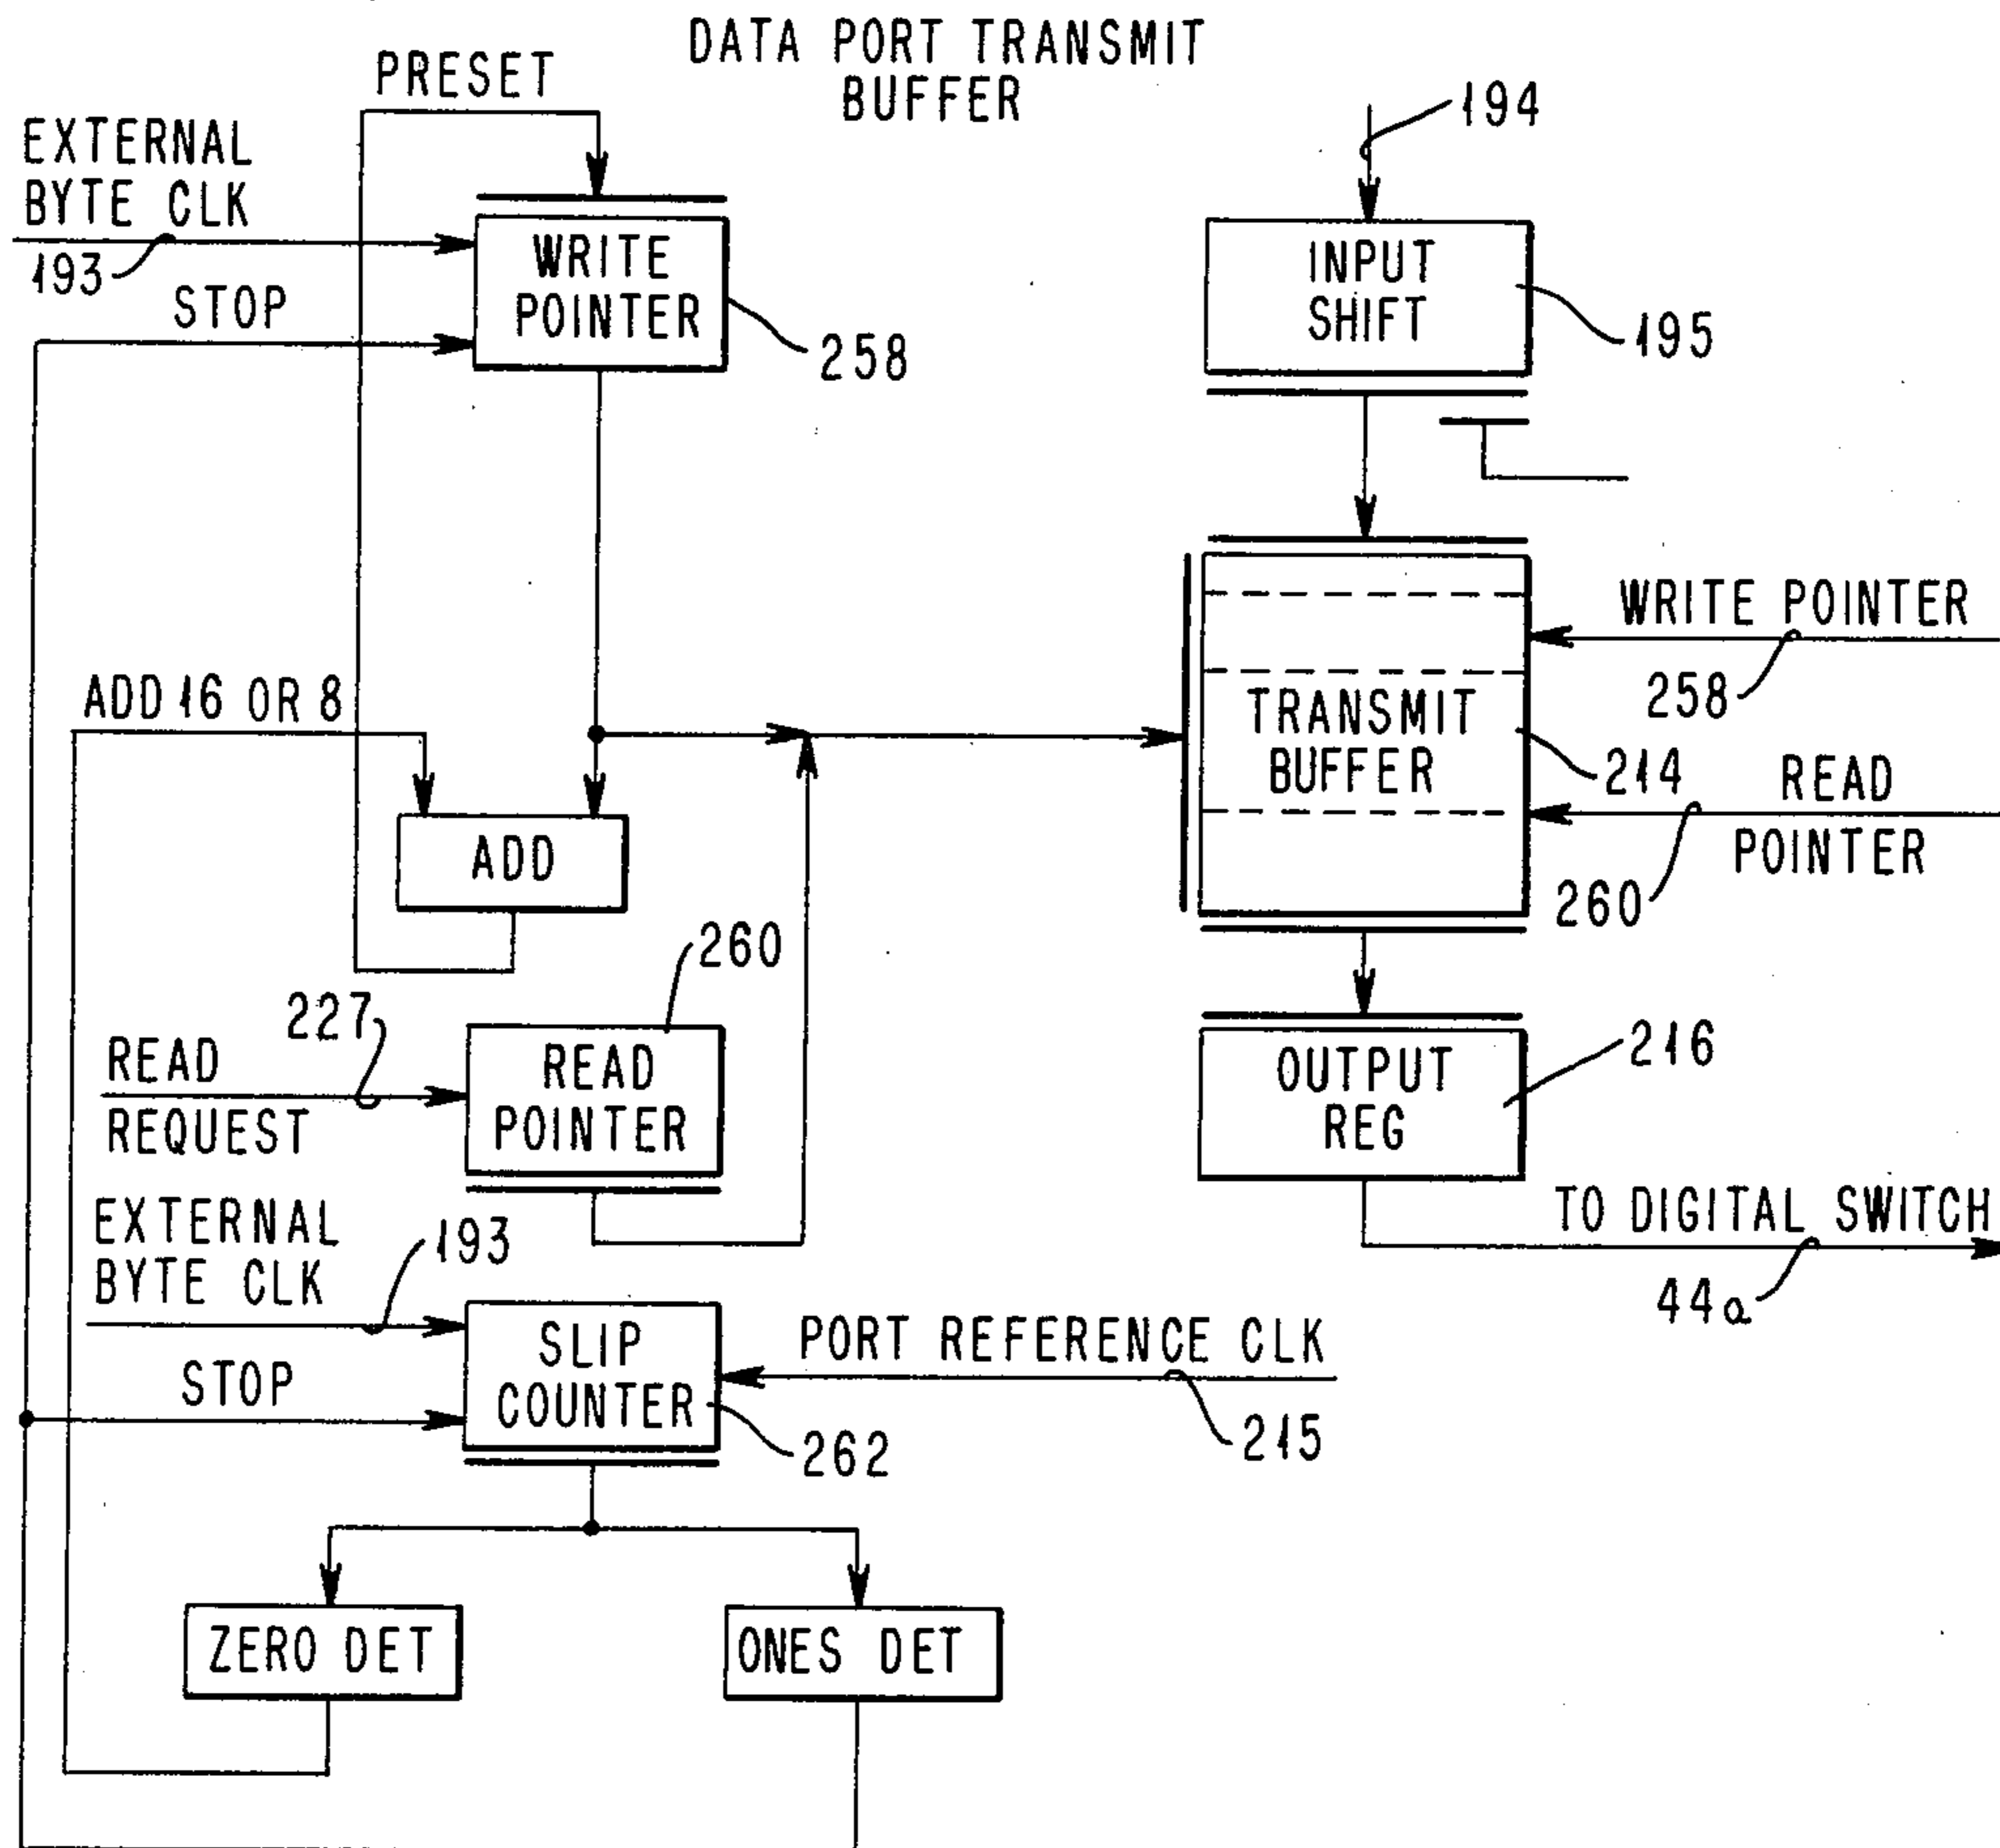 DATA PORT TRANSMIT
BUFFER
PRESET
EXTERNAL
BYTE CLK
193
STOP
WRITE
POINTER
258
194
INPUT
SHIFT
195
ADD 16 OR 8
ADD
TRANSMIT
BUFFER
WRITE POINTER
258
214
READ
POINTER
260
260
227
READ
REQUEST
READ
POINTER
OUTPUT
REG
216
TO DIGITAL SWITCH
44a
EXTERNAL
BYTE CLK
193
STOP
SLIP
COUNTER
262
PORT REFERENCE CLK
215
ZERO DET
ONES DET